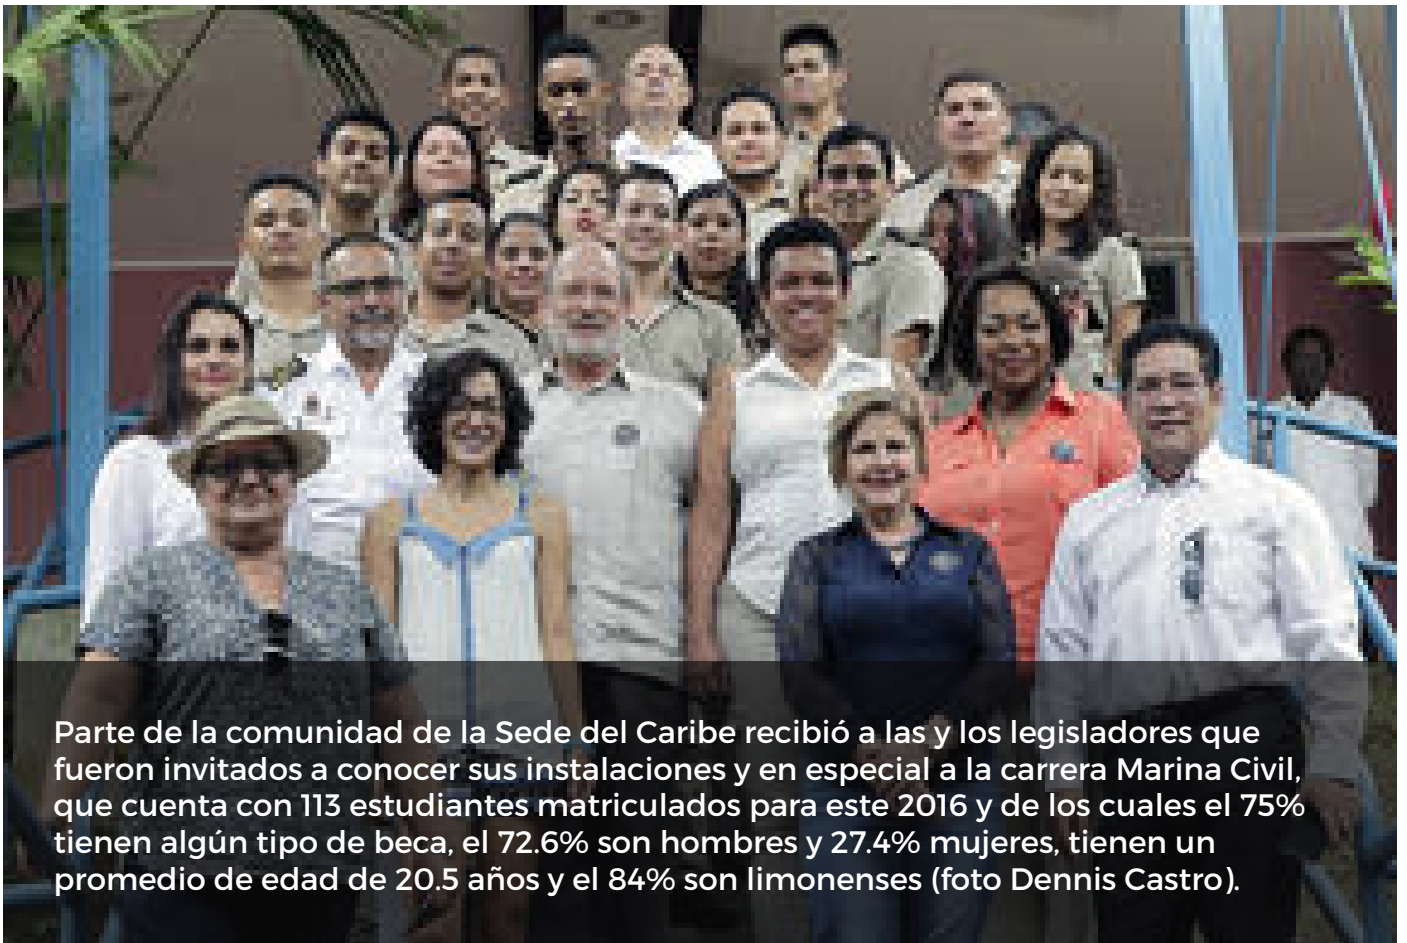 Parte de la comunidad de la Sede del Caribe recibió a las y los legisladores que
fueron invitados a conocer sus instalaciones y en especial a la carrera Marina Civil,
que cuenta con 113 estudiantes matriculados para este 2016 y de los cuales el 75%
tienen algún tipo de beca, el 72.6% son hombres y 27.4% mujeres, tienen un
promedio de edad de 20.5 años y el 84% son limonenses (foto Dennis Castro).